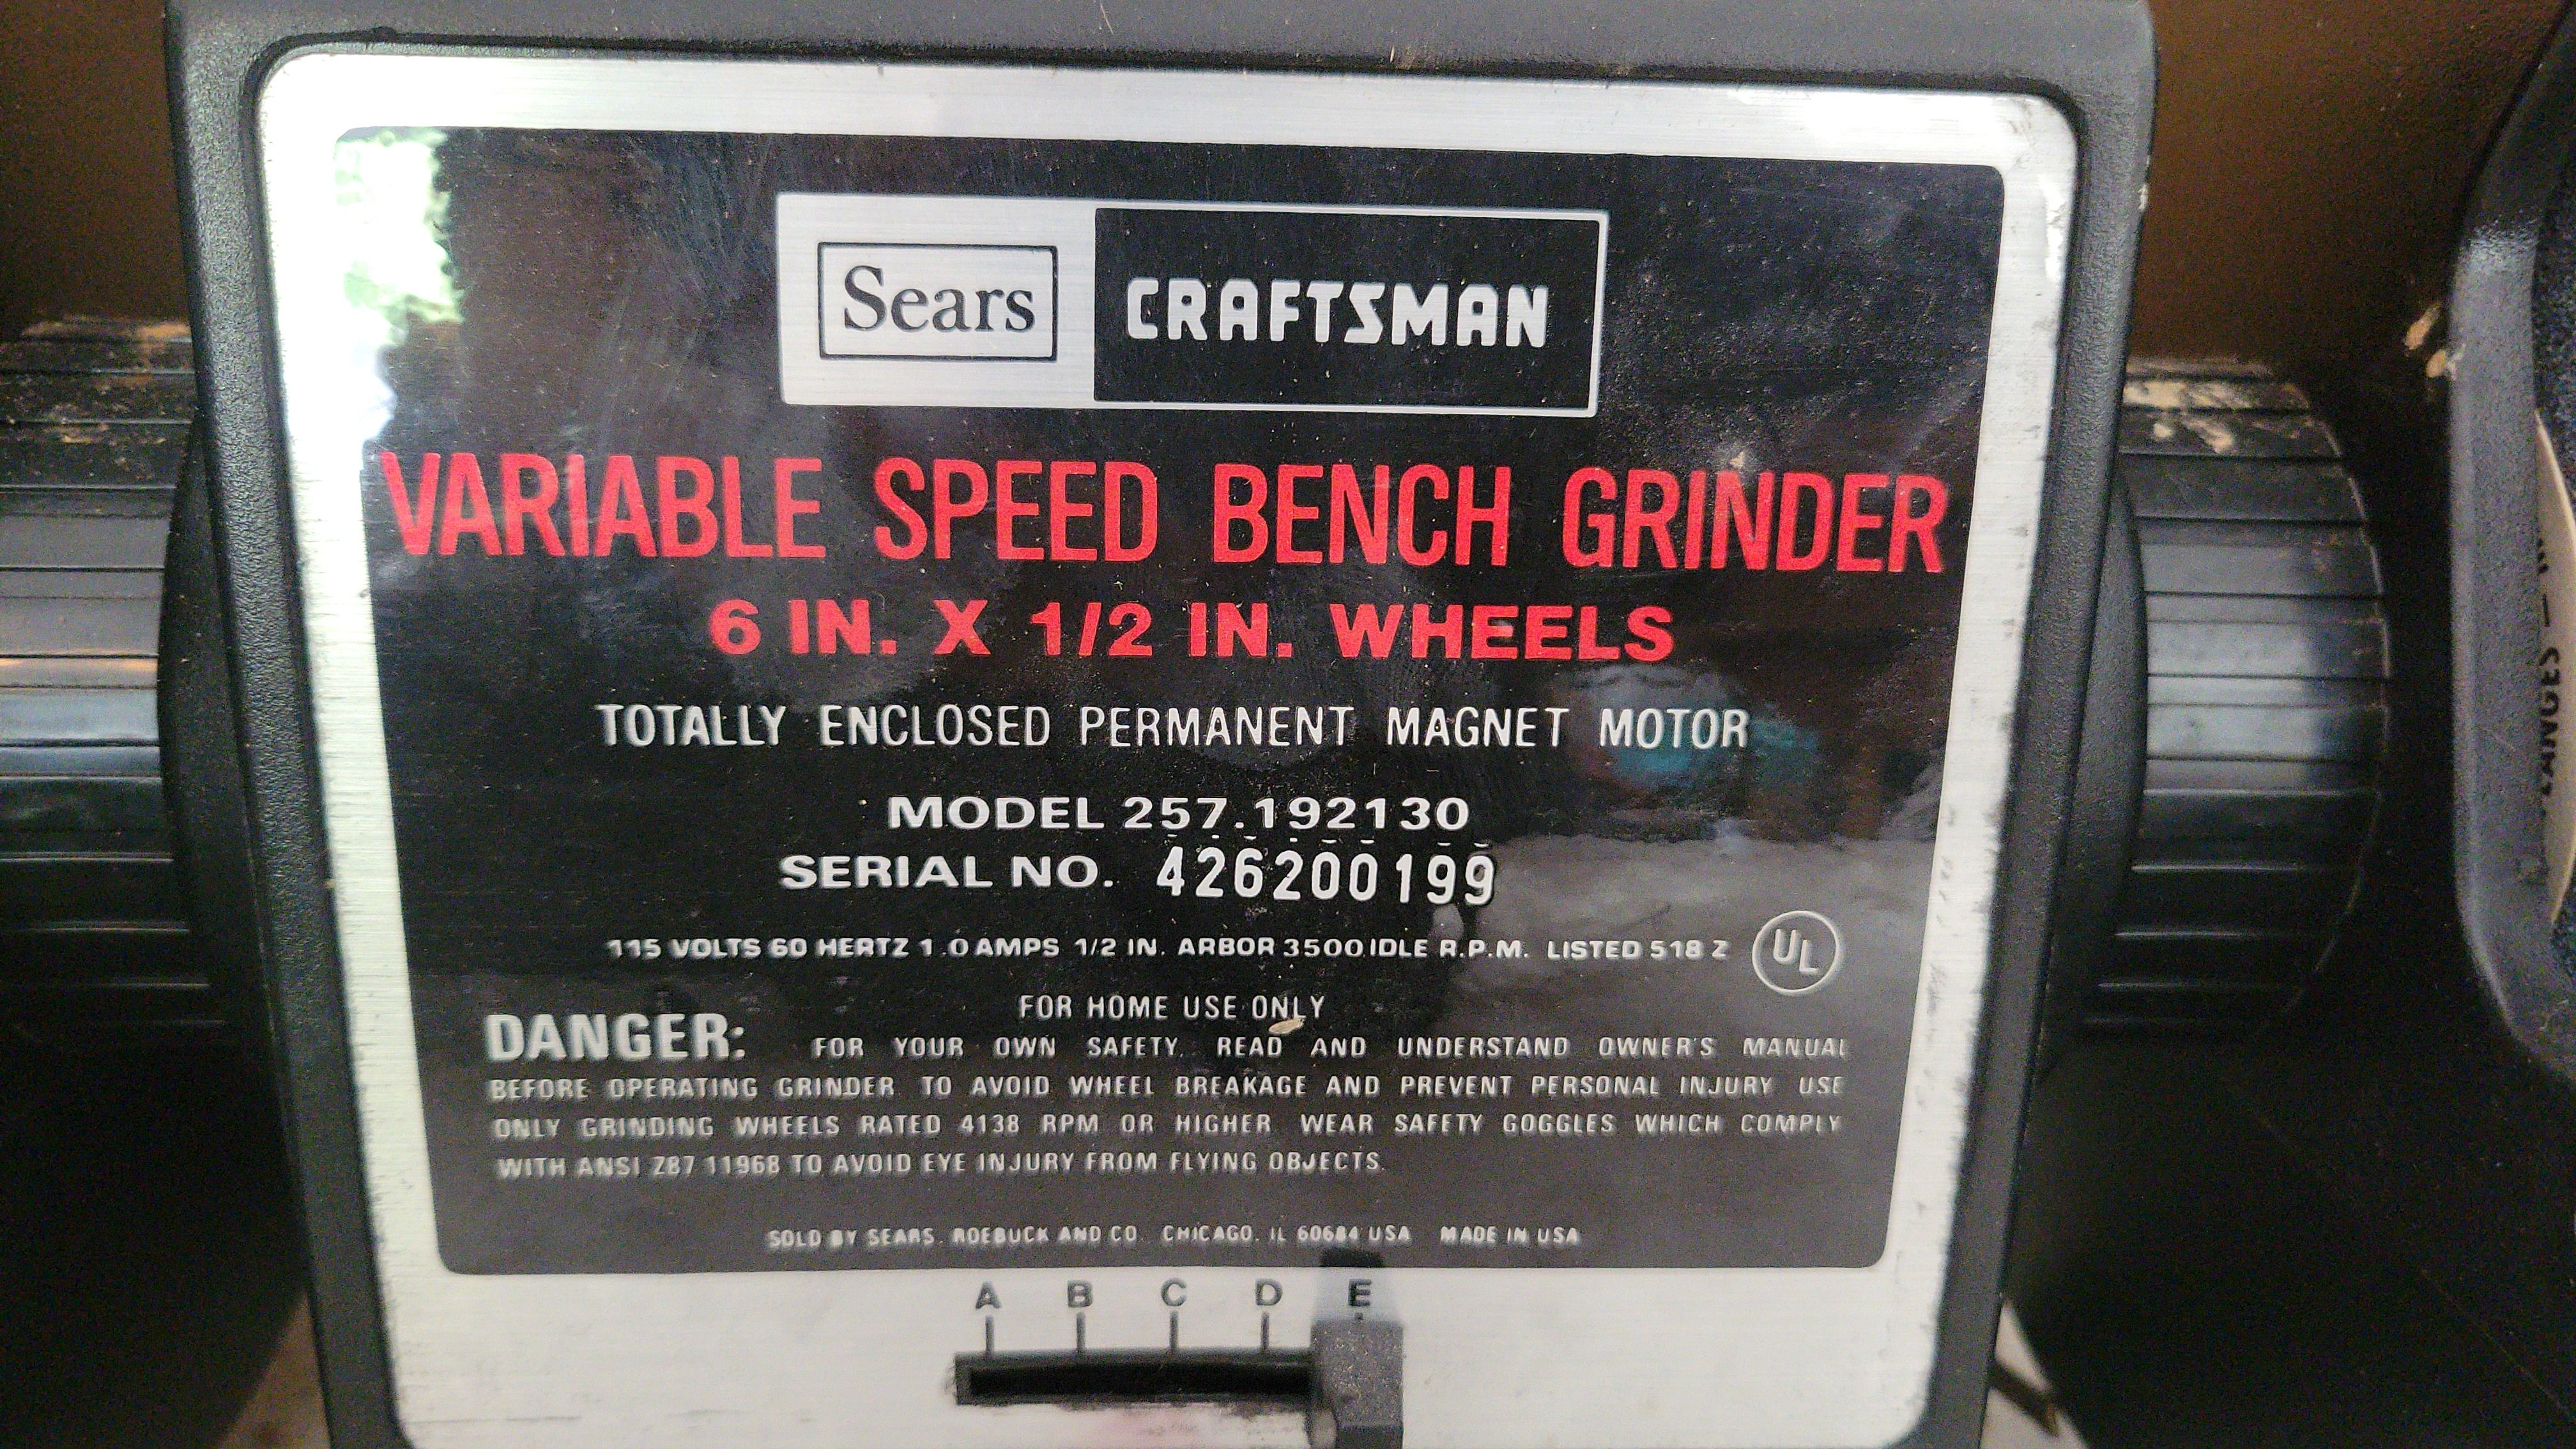 Sears CRAFTSMAN
VARIABLE SPEED BENCH GRINDER
6 IN. X 1/2 IN. WHEELS
TOTALLY ENCLOSED PERMANENT MAGNET MOTOR
MODEL 257.192130
SERIAL NO. 426200199
115 VOLTS 60 HERTZ 1.0 AMPS 1/2 IN. ARBOR 3500 IDLE R.P.M. LISTED 518 Z UL
FOR HOME USE ONLY
DANGER: FOR YOUR OWN SAFETY, READ AND UNDERSTAND OWNER'S MANUAL
BEFORE OPERATING GRINDER. TO AVOID WHEEL BREAKAGE AND PREVENT PERSONAL INJURY USE
ONLY GRINDING WHEELS RATED 4138 RPM OR HIGHER. WEAR SAFETY GOGGLES WHICH COMPLY
WITH ANSI Z87 11968 TO AVOID EYE INJURY FROM FLYING OBJECTS.
SOLD BY SEARS, ROEBUCK AND CO. CHICAGO, IL 60684 USA MADE IN USA
A B C D E